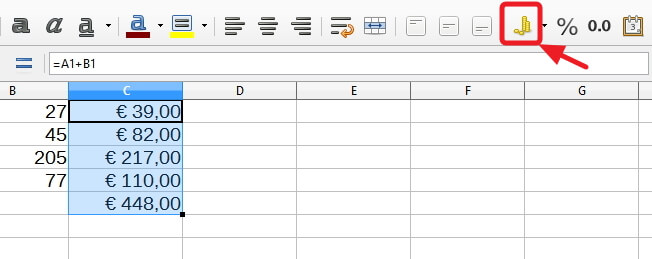 a a a a
% 0.0
=A1+B1
B C D E F G
27 € 39,00
45 € 82,00
205 € 217,00
77 € 110,00
€ 448,00